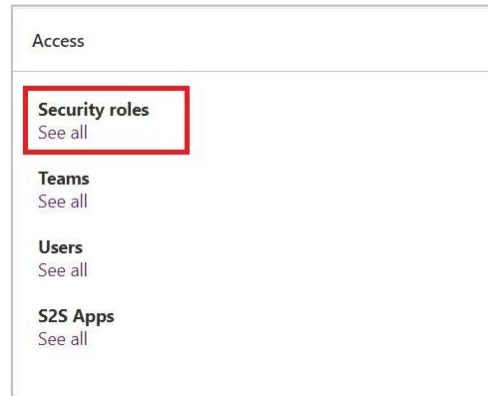 Access
Security roles
See all
Teams
See all
Users
See all
S2S Apps
See all